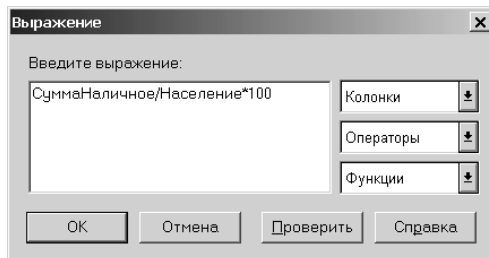 Выражение
Введите выражение:
СуммаНаличное/Население*100
Колонки
Операторы
Функции
OK
Отмена
Проверить
Справка